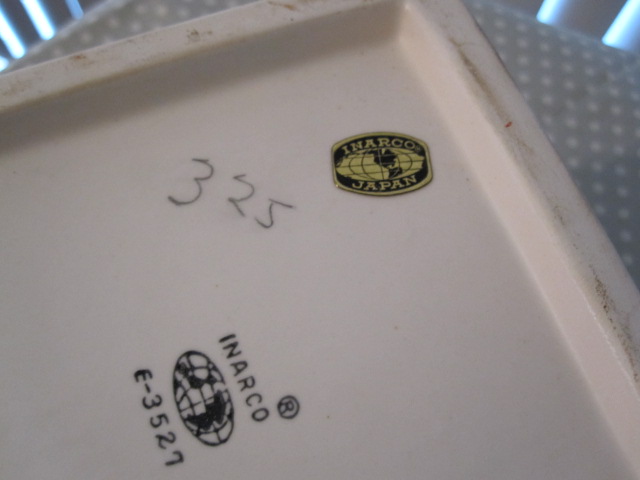 INARCO
JAPAN
325
INARCO ®
E-3527